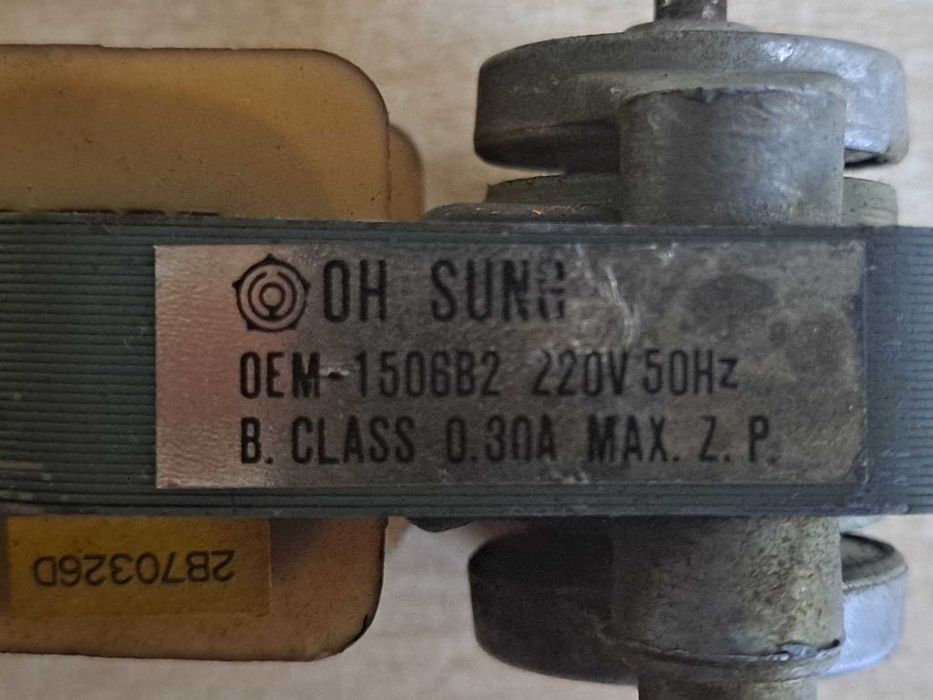 OH SUNG
OEM-1506B2 220V 50Hz
B. CLASS 0.30A MAX. Z. P.
2B70326D